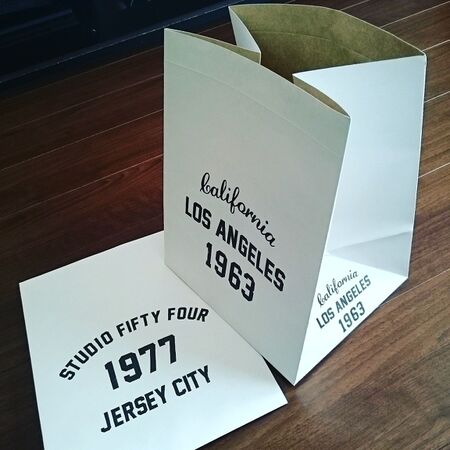 California
LOS ANGELES
1963
California
LOS ANGELES
1963
STUDIO FIFTY FOUR
1977
JERSEY CITY